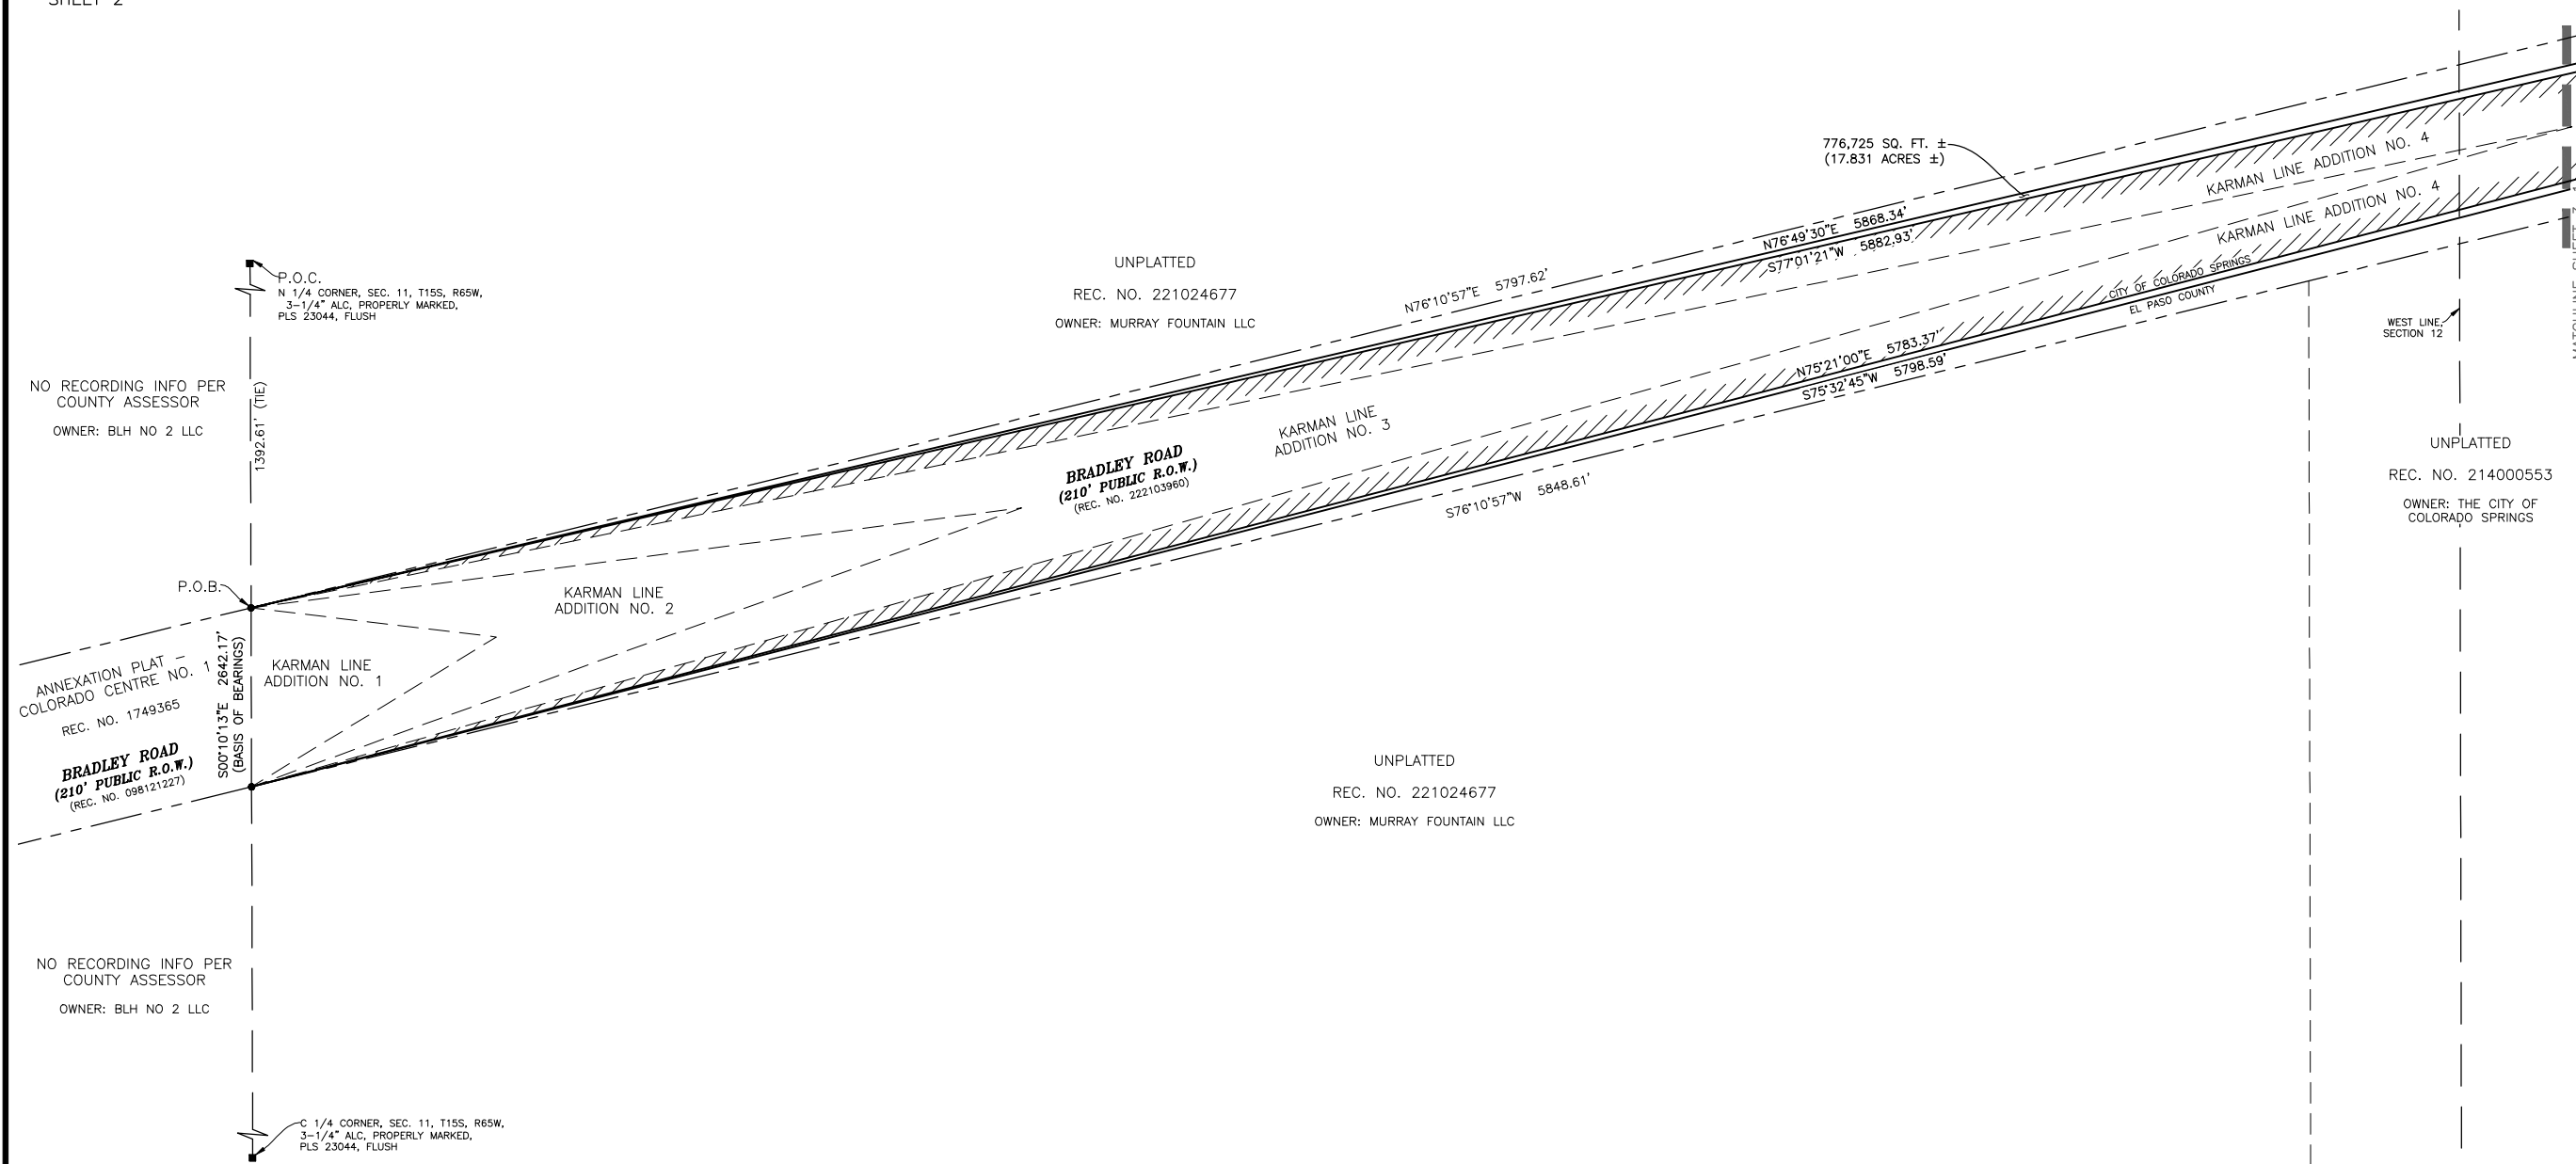 SHEET 2
776,725 SQ. FT. ±
(17.831 ACRES ±)
KARMAN LINE ADDITION NO. 4
KARMAN LINE ADDITION NO. 4
N76°49'30"E 5868.34'
S77°01'21"W 5882.93'
N76°10'57"E 5797.62'
CITY OF COLORADO SPRINGS
EL PASO COUNTY
WEST LINE,
SECTION 12
P.O.C.
N 1/4 CORNER, SEC. 11, T15S, R65W,
3-1/4" ALC, PROPERLY MARKED,
PLS 23044, FLUSH
UNPLATTED
REC. NO. 221024677
OWNER: MURRAY FOUNTAIN LLC
NO RECORDING INFO PER
COUNTY ASSESSOR
OWNER: BLH NO 2 LLC
1392.61' (TIE)
N75°21'00"E 5783.37'
S75°32'45"W 5798.59'
KARMAN LINE
ADDITION NO. 3
BRADLEY ROAD
(210' PUBLIC R.O.W.)
(REC. NO. 222103960)
S76°10'57"W 5848.61'
UNPLATTED
REC. NO. 214000553
OWNER: THE CITY OF
COLORADO SPRINGS
P.O.B.
KARMAN LINE
ADDITION NO. 2
KARMAN LINE
ADDITION NO. 1
S00°10'13"E 2642.17'
(BASIS OF BEARINGS)
ANNEXATION PLAT -
COLORADO CENTRE NO. 1
REC. NO. 1749365
BRADLEY ROAD
(210' PUBLIC R.O.W.)
(REC. NO. 098121227)
UNPLATTED
REC. NO. 221024677
OWNER: MURRAY FOUNTAIN LLC
NO RECORDING INFO PER
COUNTY ASSESSOR
OWNER: BLH NO 2 LLC
C 1/4 CORNER, SEC. 11, T15S, R65W,
3-1/4" ALC, PROPERLY MARKED,
PLS 23044, FLUSH